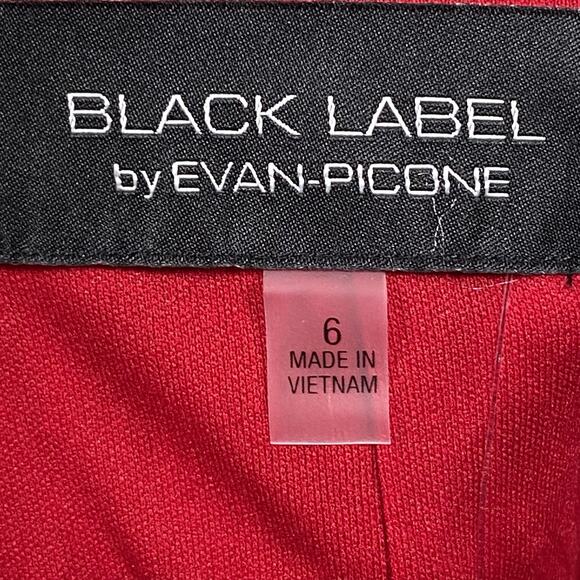 BLACK LABEL
by EVAN-PICONE
6
MADE IN
VIETNAM